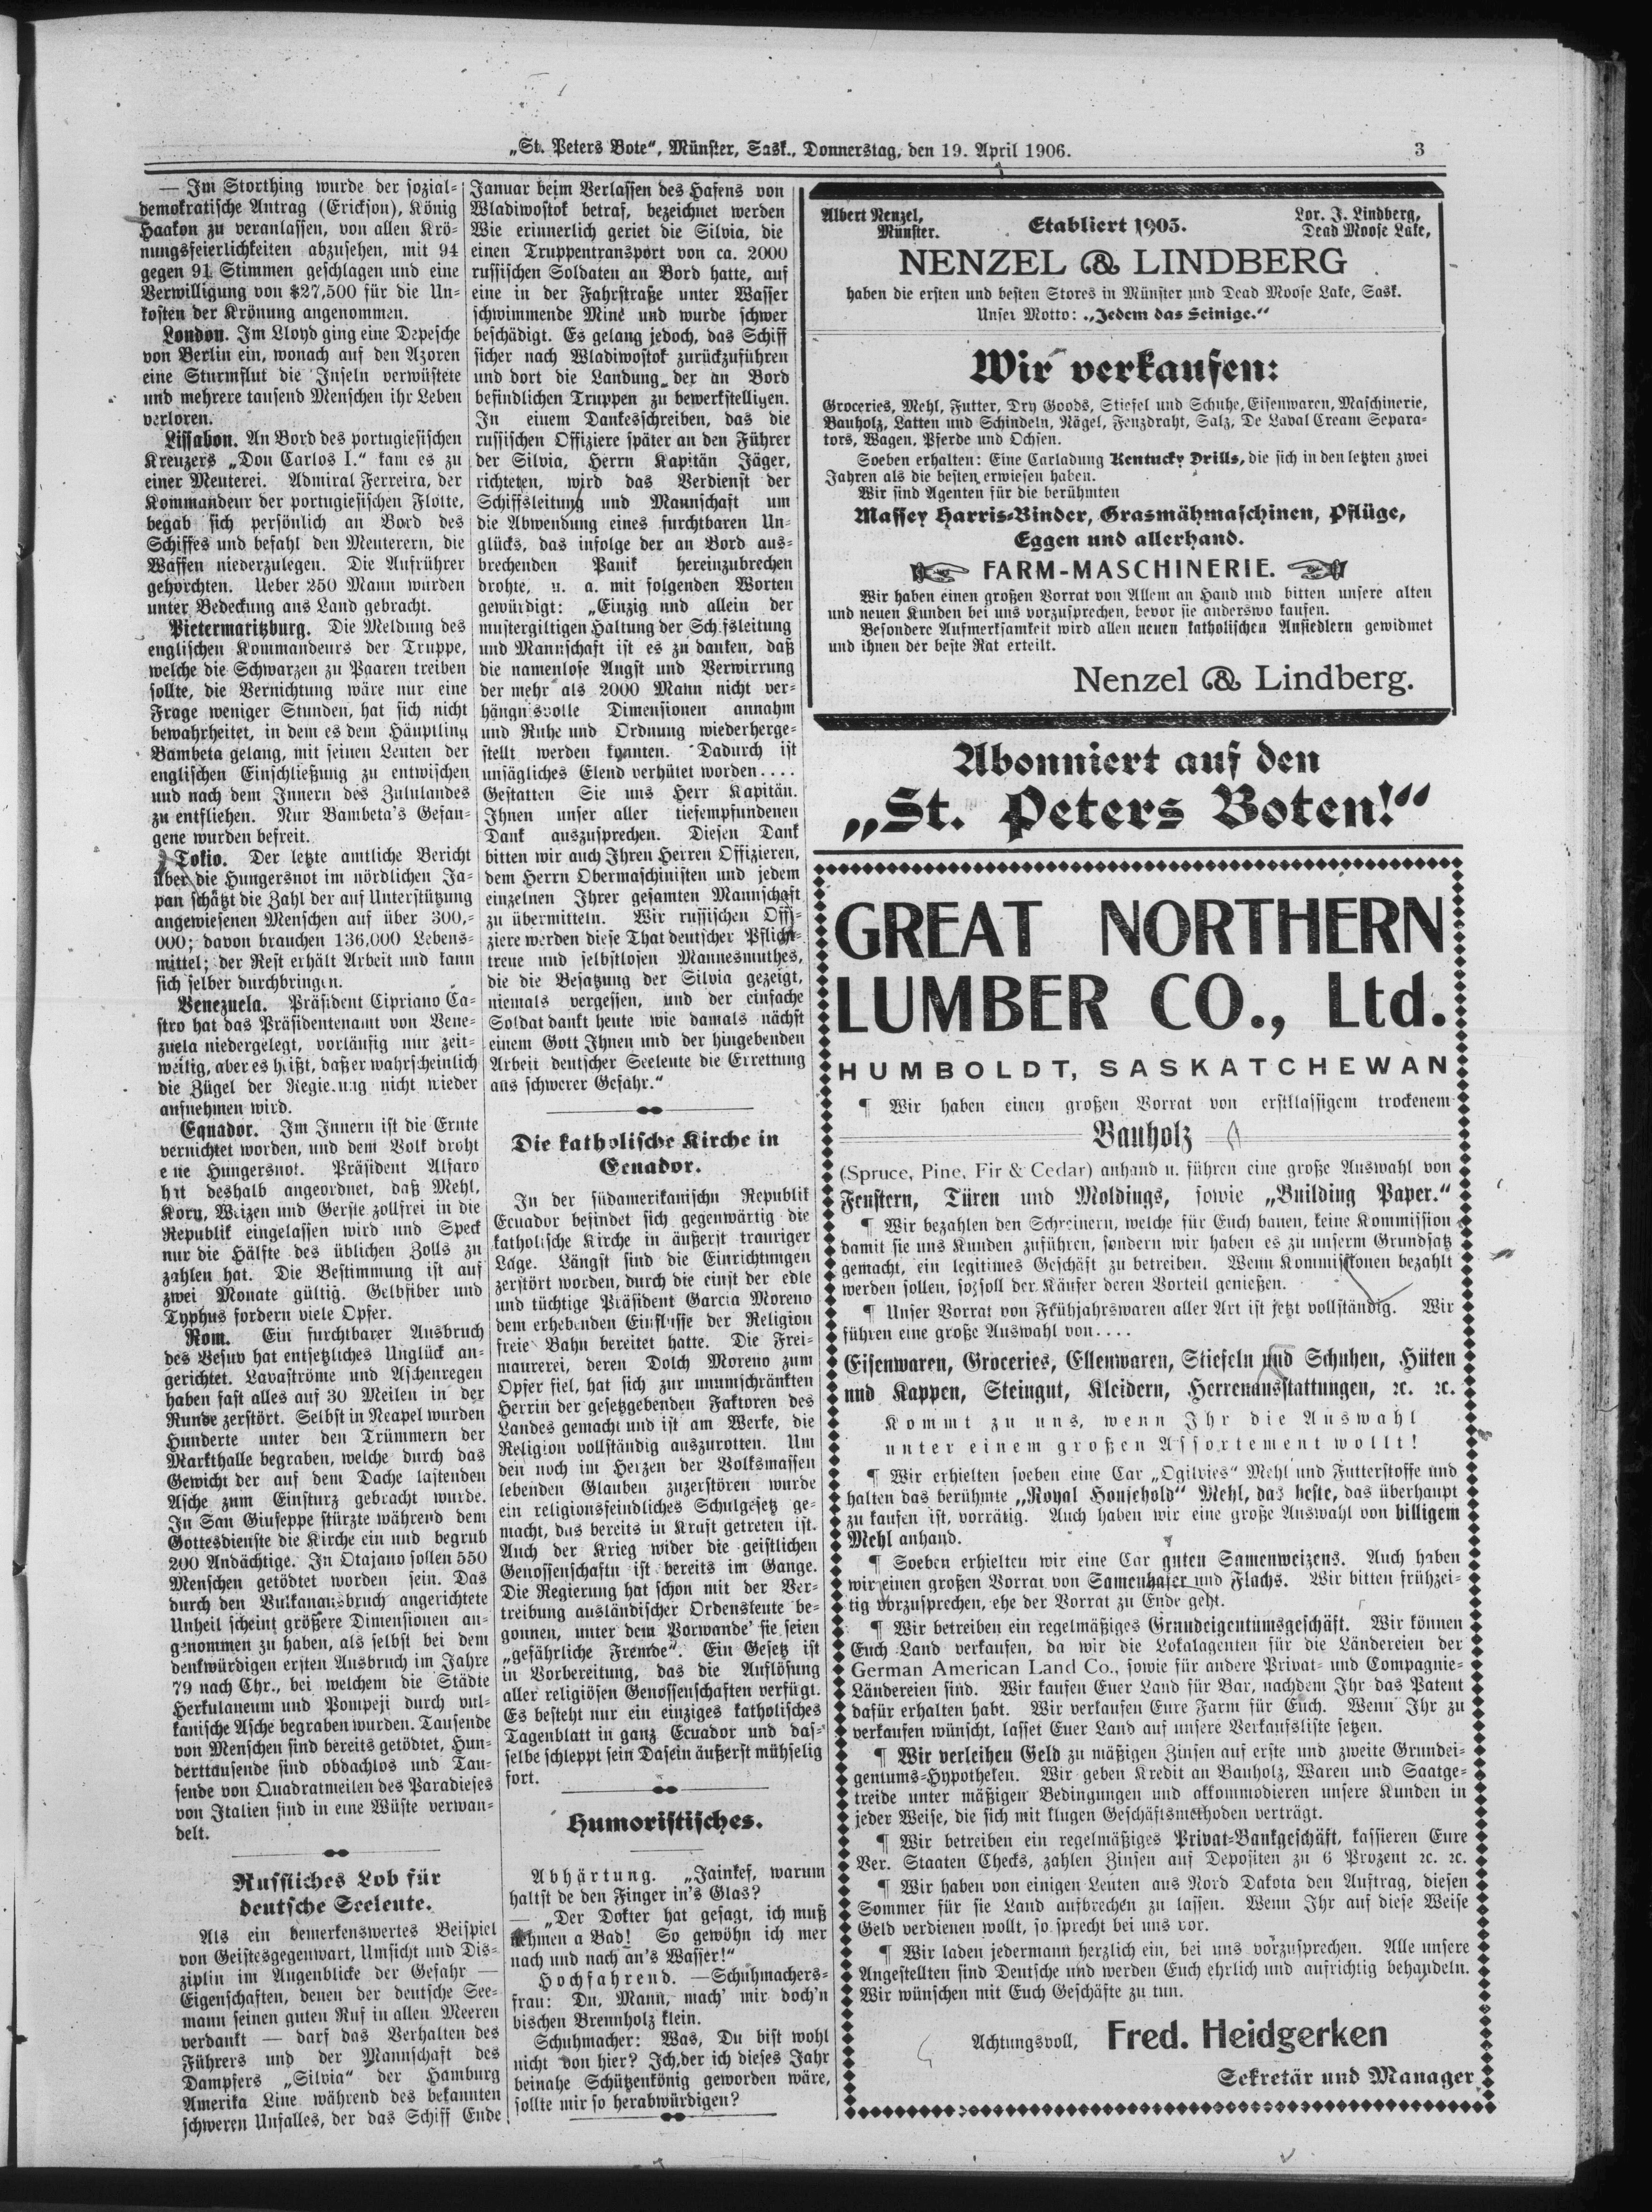 „St. Peters Bote“, Münster, Sask., Donnerstag, den 19. April 1906.
3
— Im Storthing wurde der sozial-
demokratische Antrag (Erickson), König
Haakon zu veranlassen, von allen Krö-
nungsfeierlichkeiten abzusehen, mit 94
gegen 91 Stimmen geschlagen und eine
Verwilligung von $27,500 für die Un-
kosten der Krönung angenommen.
London. Im Lloyd ging eine Depesche
von Berlin ein, wonach auf den Azoren
eine Sturmflut die Inseln verwüstete
und mehrere tausend Menschen ihr Leben
verloren.
Lissabon. An Bord des portugiesischen
Kreuzers „Don Carlos I.“ kam es zu
einer Meuterei. Admiral Ferreira, der
Kommandeur der portugiesischen Flotte,
begab sich persönlich an Bord des
Schiffes und befahl den Meuterern, die
Waffen niederzulegen. Die Aufrührer
gehorchten. Ueber 250 Mann wurden
unter Bedeckung ans Land gebracht.
Pietermaritzburg. Die Meldung des
englischen Kommandeurs der Truppe,
welche die Schwarzen zu Paaren treiben
sollte, die Vernichtung wäre nur eine
Frage weniger Stunden, hat sich nicht
bewahrheitet, in dem es dem Häuptling
Bambeta gelang, mit seinen Leuten der
englischen Einschließung zu entwischen
und nach dem Innern des Zululandes
zu entfliehen. Nur Bambeta's Gefan-
gene wurden befreit.
Tokio. Der letzte amtliche Bericht
über die Hungersnot im nördlichen Ja-
pan schätzt die Zahl der auf Unterstützung
angewiesenen Menschen auf über 300,-
000; davon brauchen 136,000 Lebens-
mittel; der Rest erhält Arbeit und kann
sich selber durchbringen.
Venezuela. Präsident Cipriano Ca-
stro hat das Präsidentenamt von Vene-
zuela niedergelegt, vorläufig nur zeit-
weilig, aber es heißt, daß er wahrscheinlich
die Zügel der Regierung nicht wieder
aufnehmen wird.
Equador. Im Innern ist die Ernte
vernichtet worden, und dem Volk droht
eine Hungersnot. Präsident Alfaro
hat deshalb angeordnet, daß Mehl,
Korn, Weizen und Gerste zollfrei in die
Republik eingelassen wird und Speck
nur die Hälfte des üblichen Zolls zu
zahlen hat. Die Bestimmung ist auf
zwei Monate gültig. Gelbfiber und
Typhus fordern viele Opfer.
Rom. Ein furchtbarer Ausbruch
des Vesuv hat entsetzliches Unglück an-
gerichtet. Lavaströme und Aschenregen
haben fast alles auf 30 Meilen in der
Runde zerstört. Selbst in Neapel wurden
Hunderte unter den Trümmern der
Markthalle begraben, welche durch das
Gewicht der auf dem Dache lastenden
Asche zum Einsturz gebracht wurde.
In San Giuseppe stürzte während dem
Gottesdienste die Kirche ein und begrub
200 Andächtige. In Otajano sollen 550
Menschen getödtet worden sein. Das
durch den Vulkanausbruch angerichtete
Unheil scheint größere Dimensionen an-
genommen zu haben, als selbst bei dem
denkwürdigen ersten Ausbruch im Jahre
79 nach Chr., bei welchem die Städte
Herkulaneum und Pompeji durch vul-
kanische Asche begraben wurden. Tausende
von Menschen sind bereits getödtet, Hun-
derttausende sind obdachlos und Tau-
sende von Quadratmeilen des Paradieses
von Italien sind in eine Wüste verwan-
delt.
Russliches Lob für
deutsche Seeleute.
Als ein bemerkenswertes Beispiel
von Geistesgegenwart, Umsicht und Dis-
ziplin im Augenblicke der Gefahr —
Eigenschaften, denen der deutsche See-
mann seinen guten Ruf in allen Meeren
verdankt — darf das Verhalten des
Führers und der Mannschaft des
Dampfers „Silvia“ der Hamburg
Amerika Line während des bekannten
schweren Unfalles, der das Schiff Ende
Januar beim Verlassen des Hafens von
Wladiwostok betraf, bezeichnet werden
Wie erinnerlich geriet die Silvia, die
einen Truppentransport von ca. 2000
russischen Soldaten an Bord hatte, auf
eine in der Fahrstraße unter Wasser
schwimmende Mine und wurde schwer
beschädigt. Es gelang jedoch, das Schiff
sicher nach Wladiwostok zurückzuführen
und dort die Landung der an Bord
befindlichen Truppen zu bewerkstelligen.
In einem Dankesschreiben, das die
russischen Offiziere später an den Führer
der Silvia, Herrn Kapitän Jäger,
richteten, wird das Verdienst der
Schiffsleitung und Mannschaft um
die Abwendung eines furchtbaren Un-
glücks, das infolge der an Bord aus-
brechenden Panik hereinzubrechen
drohte, u. a. mit folgenden Worten
gewürdigt: „Einzig und allein der
mustergiltigen Haltung der Schiffsleitung
und Mannschaft ist es zu danken, daß
die namenlose Angst und Verwirrung
der mehr als 2000 Mann nicht ver-
hängnisvolle Dimensionen annahm
und Ruhe und Ordnung wiederherge-
stellt werden konnten. Dadurch ist
unsägliches Elend verhütet worden....
Gestatten Sie uns Herr Kapitän.
Ihnen unser aller tiefempfundenen
Dank auszusprechen. Diesen Dank
bitten wir auch Ihren Herren Offizieren,
dem Herrn Obermaschinisten und jedem
einzelnen Ihrer gesamten Mannschaft
zu übermitteln. Wir russischen Offi-
ziere werden diese That deutscher Pflicht-
treue und selbstlosen Mannesmuthes,
die die Besatzung der Silvia gezeigt,
niemals vergessen, und der einfache
Soldat dankt heute wie damals nächst
einem Gott Ihnen und der hingebenden
Arbeit deutscher Seeleute die Errettung
aus schwerer Gefahr.“
Die katholische Kirche in
Ecuador.
In der südamerikanischn Republik
Ecuador befindet sich gegenwärtig die
katholische Kirche in äußerst trauriger
Lage. Längst sind die Einrichtungen
zerstört worden, durch die einst der edle
und tüchtige Präsident Garcia Moreno
dem erhebenden Einflusse der Religion
freie Bahn bereitet hatte. Die Frei-
maurerei, deren Dolch Moreno zum
Opfer fiel, hat sich zur unumschränkten
Herrin der gesetzgebenden Faktoren des
Landes gemacht und ist am Werke, die
Religion vollständig auszurotten. Um
den noch im Herzen der Volksmassen
lebenden Glauben zuzerstören wurde
ein religionsfeindliches Schulgesetz ge-
macht, das bereits in Kraft getreten ist.
Auch der Krieg wider die geistlichen
Genossenschaftn ist bereits im Gange.
Die Regierung hat schon mit der Ver-
treibung ausländischer Ordensleute be-
gonnen, unter dem Vorwande sie seien
„gefährliche Fremde“. Ein Gesetz ist
in Vorbereitung, das die Auflösung
aller religiösen Genossenschaften verfügt.
Es besteht nur ein einziges katholisches
Tagenblatt in ganz Ecuador und das-
selbe schleppt sein Dasein äußerst mühselig
fort.
Humoristisches.
Abhärtung. „Jainkef, warum
haltst de den Finger in's Glas?
— „Der Dokter hat gesagt, ich muß
nehmen a Bad! So gewöhn ich mer
nach und nach an's Wasser!“
Hochfahrend. —Schuhmachers-
frau: Du, Mann, mach' mir doch'n
bischen Brennholz klein.
Schuhmacher: Was, Du bist wohl
nicht von hier? Ich,der ich dieses Jahr
beinahe Schützenkönig geworden wäre,
sollte mir so herabwürdigen?
Albert Nenzel,
Münster.
Etabliert 1903.
Lor. J. Lindberg,
Dead Moose Lake,
NENZEL & LINDBERG
haben die ersten und besten Stores in Münster und Dead Moose Lake, Sask.
Unser Motto: „Jedem das Seinige.“
Wir verkaufen:
Groceries, Mehl, Futter, Dry Goods, Stiefel und Schuhe, Eisenwaren, Maschinerie,
Bauholz, Latten und Schindeln, Nägel, Fenzdraht, Salz, De Laval Cream Separa-
tors, Wagen, Pferde und Ochsen.
Soeben erhalten: Eine Carladung Kentucky Drills, die sich in den letzten zwei
Jahren als die besten erwiesen haben.
Wir sind Agenten für die berühmten
Massey Harris-Binder, Grasmähmaschinen, Pflüge,
Eggen und allerhand.
FARM-MASCHINERIE.
Wir haben einen großen Vorrat von Allem an Hand und bitten unsere alten
und neuen Kunden bei uns vorzusprechen, bevor sie anderswo kaufen.
Besondere Aufmerksamkeit wird allen neuen katholischen Ansiedlern gewidmet
und ihnen der beste Rat erteilt.
Nenzel & Lindberg.
Abonniert auf den
„St. Peters Boten!“
GREAT NORTHERN
LUMBER CO., Ltd.
HUMBOLDT, SASKATCHEWAN
¶ Wir haben einen großen Vorrat von erstllassigem trockenem
Bauholz
(Spruce, Pine, Fir & Cedar) anhand u. führen eine große Auswahl von
Fenstern, Türen und Moldings, sowie „Building Paper.“
¶ Wir bezahlen den Schreinern, welche für Euch bauen, keine Kommission
damit sie uns Kunden zuführen, sondern wir haben es zu unserm Grundsatz
gemacht, ein legitimes Geschäft zu betreiben. Wenn Kommissionen bezahlt
werden sollen, so soll der Käufer deren Vorteil genießen.
¶ Unser Vorrat von Frühjahrswaren aller Art ist jetzt vollständig. Wir
führen eine große Auswahl von....
Eisenwaren, Groceries, Ellenwaren, Stiefeln und Schuhen, Hüten
und Kappen, Steingut, Kleidern, Herrenausstattungen, ꝛc. ꝛc.
Kommt zu uns, wenn Ihr die Auswahl
unter einem großen Assortement wollt!
¶ Wir erhielten soeben eine Car „Ogilvies“ Mehl und Futterstoffe und
halten das berühmte „Royal Household“ Mehl, das beste, das überhaupt
zu kaufen ist, vorrätig. Auch haben wir eine große Auswahl von billigem
Mehl anhand.
¶ Soeben erhielten wir eine Car guten Samenweizens. Auch haben
wir einen großen Vorrat von Samenhafer und Flachs. Wir bitten frühzei-
tig vorzusprechen, ehe der Vorrat zu Ende geht.
¶ Wir betreiben ein regelmäßiges Grundeigentumsgeschäft. Wir können
Euch Land verkaufen, da wir die Lokalagenten für die Ländereien der
German American Land Co., sowie für andere Privat- und Compagnie-
Ländereien sind. Wir kaufen Euer Land für Bar, nachdem Ihr das Patent
dafür erhalten habt. Wir verkaufen Eure Farm für Euch. Wenn Ihr zu
verkaufen wünscht, lasset Euer Land auf unsere Verkaufsliste setzen.
¶ Wir verleihen Geld zu mäßigen Zinsen auf erste und zweite Grundei-
gentums-Hypotheken. Wir geben Kredit an Bauholz, Waren und Saatge-
treide unter mäßigen Bedingungen und akkommodieren unsere Kunden in
jeder Weise, die sich mit klugen Geschäftsmethoden verträgt.
¶ Wir betreiben ein regelmäßiges Privat-Bankgeschäft, kassieren Eure
Ver. Staaten Checks, zahlen Zinsen auf Depositen zu 6 Prozent ꝛc. ꝛc.
¶ Wir haben von einigen Leuten aus Nord Dakota den Auftrag, diesen
Sommer für sie Land aufbrechen zu lassen. Wenn Ihr auf diese Weise
Geld verdienen wollt, so sprecht bei uns vor.
¶ Wir laden jedermann herzlich ein, bei uns vorzusprechen. Alle unsere
Angestellten sind Deutsche und werden Euch ehrlich und aufrichtig behandeln.
Wir wünschen mit Euch Geschäfte zu tun.
Achtungsvoll, Fred. Heidgerken
Sekretär und Manager